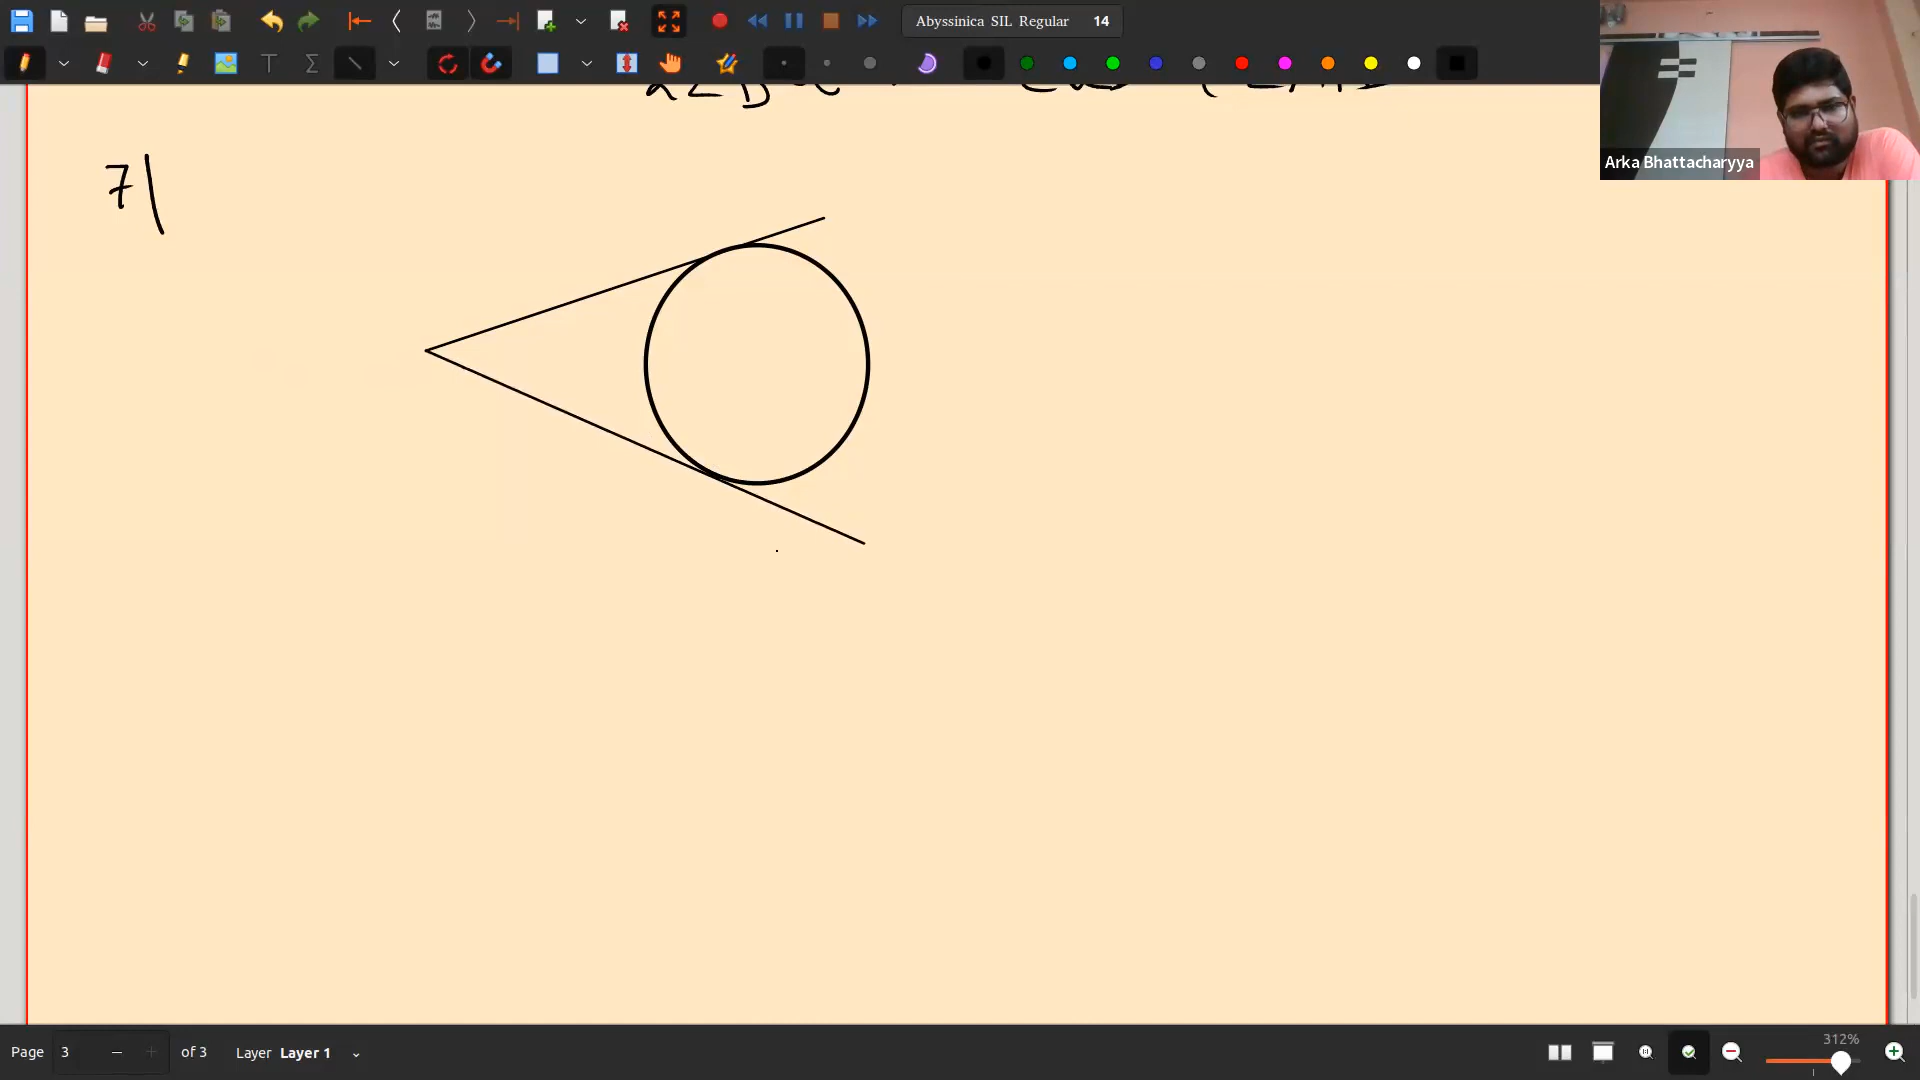 Abyssinica SIL Regular 14
Arka Bhattacharyya
7|
312%
Page 3 of 3 Layer Layer 1